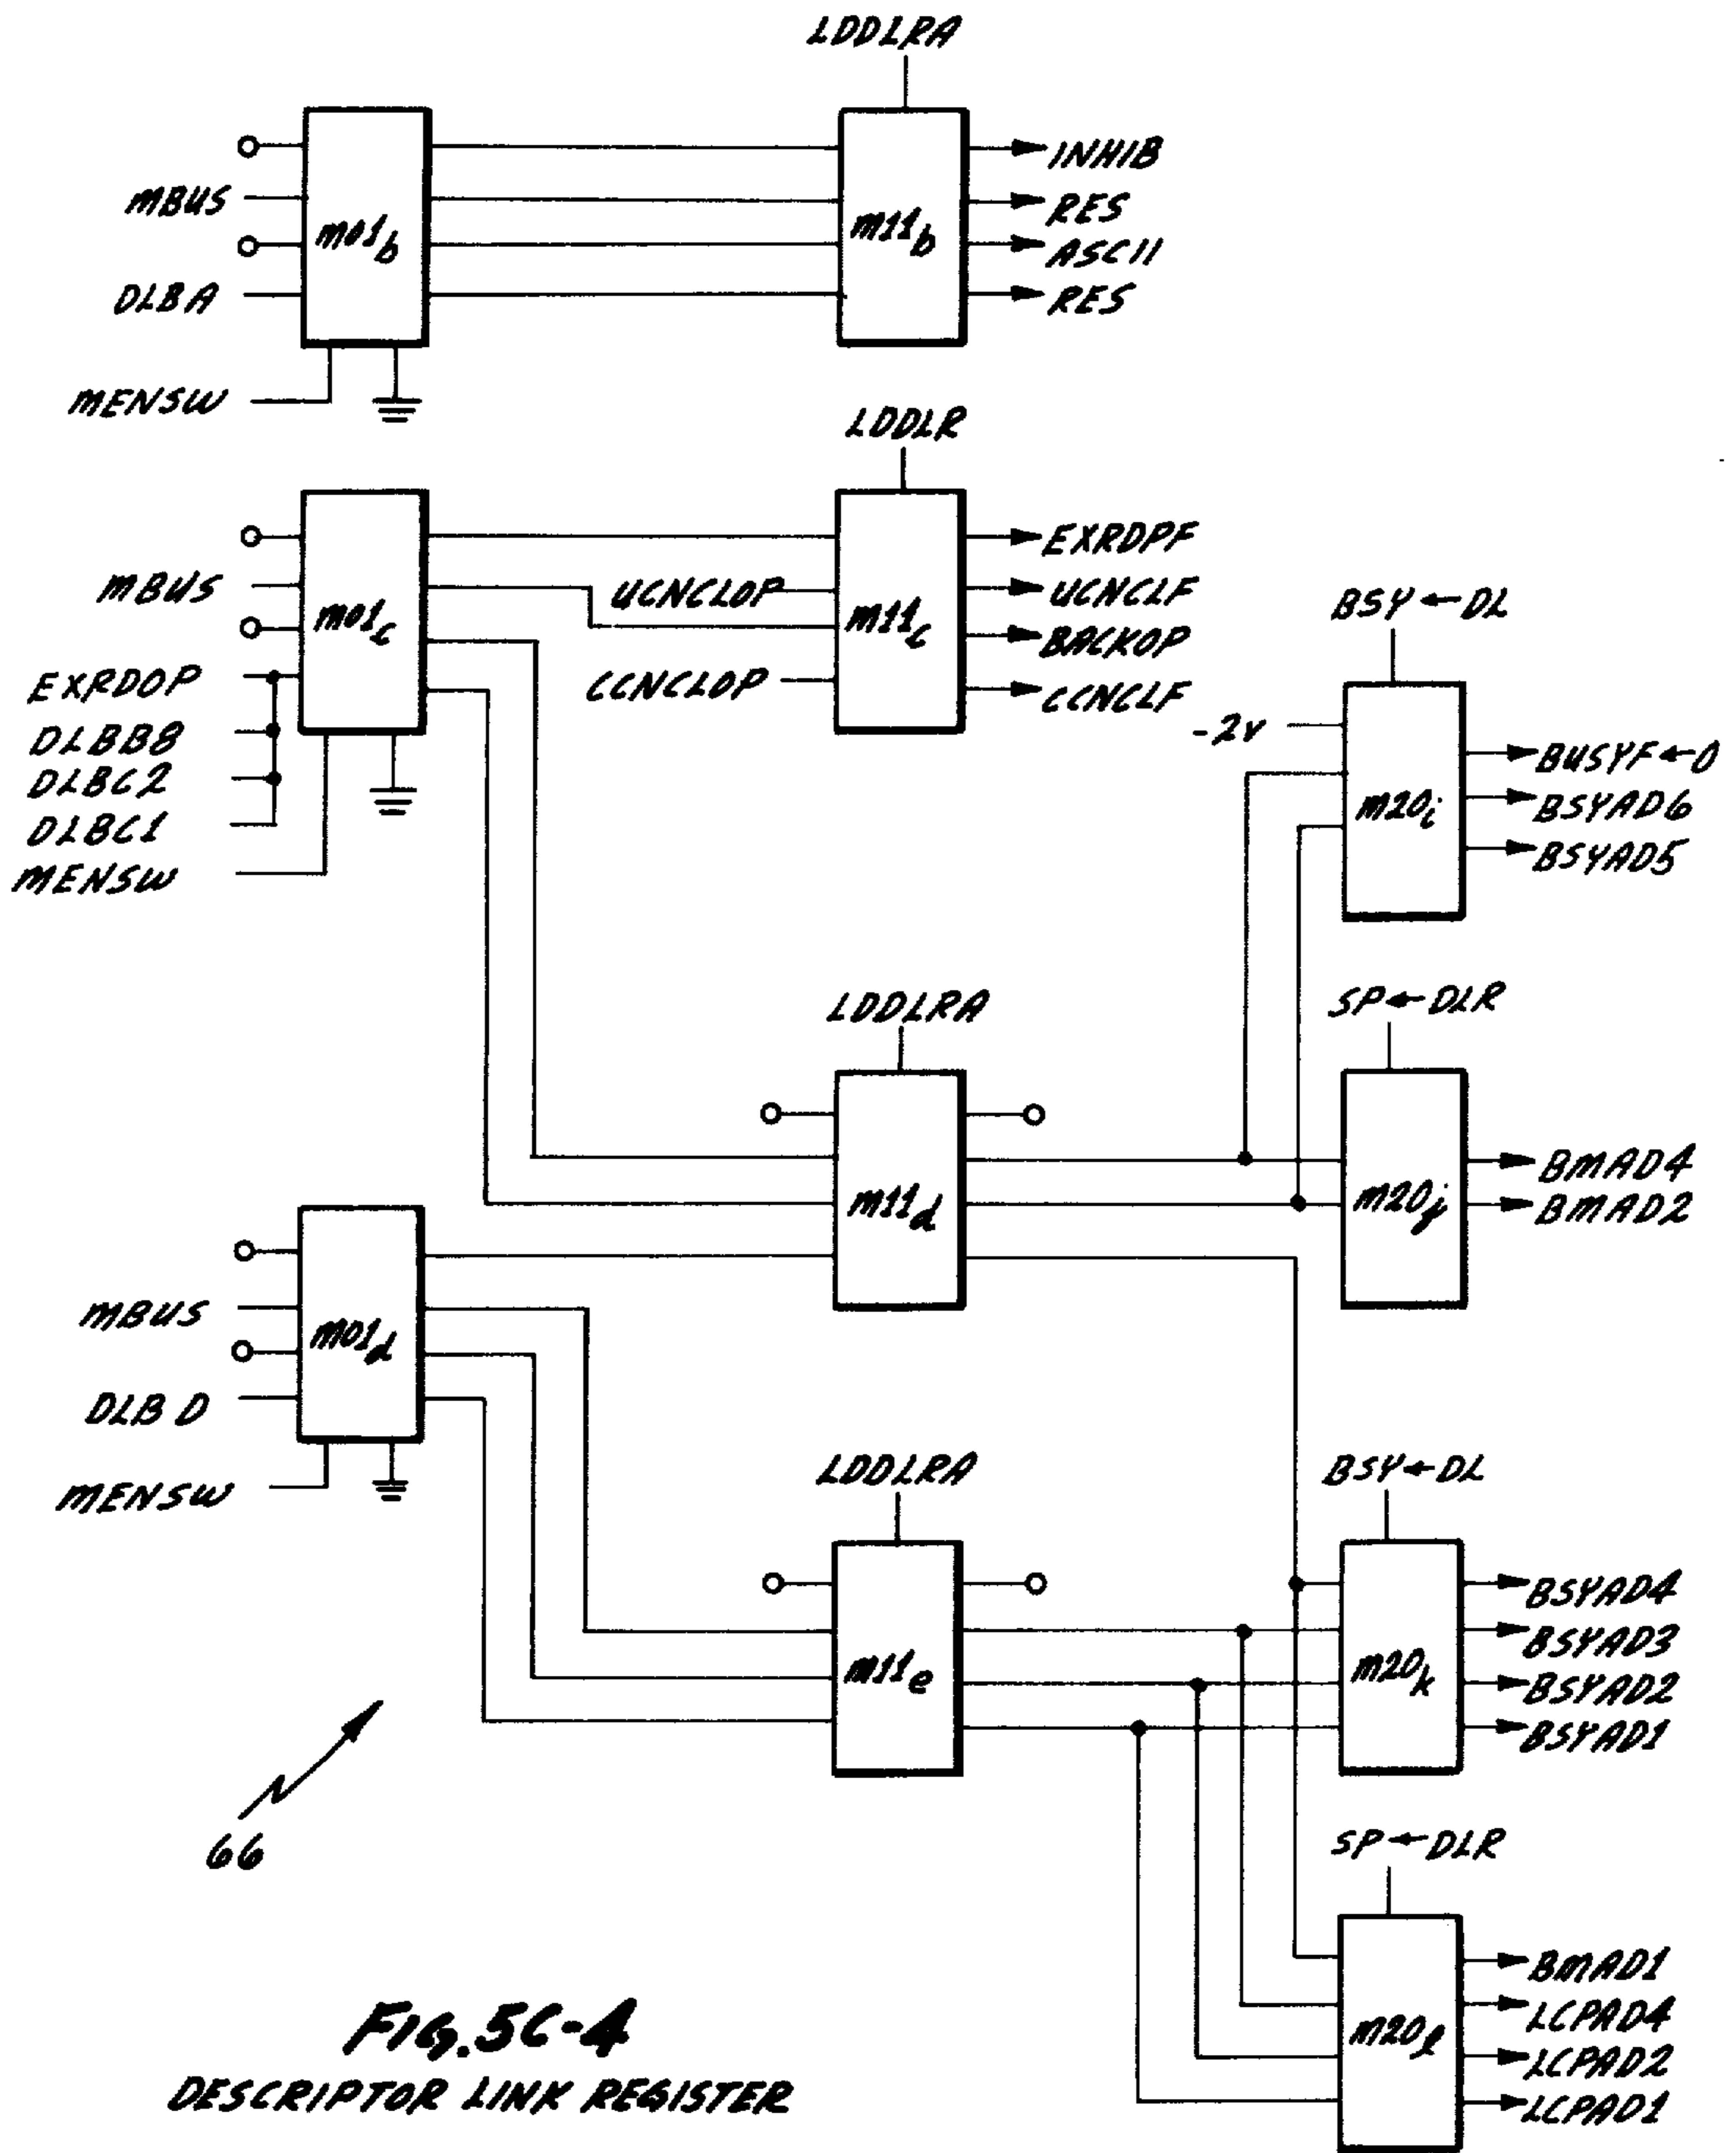 LDDLRA
MBUS
DLBA
MENSW
m01b
m11b
INHIB
RES
ASCII
RES
LDDLR
MBUS
EXRDOP
DLBB8
DLBC2
DLBC1
MENSW
m01c
UCNCLOP
CCNCLOP
m11c
EXRDPF
UCNCLF
BACKOP
CCNCLF
BSY←DL
-2v
m20i
BUSYF←0
BSYAD6
BSYAD5
LDDLRA
m11d
SP←DLR
m20j
BMAD4
BMAD2
MBUS
DLB D
MENSW
m01d
LDDLRA
m11e
BSY←DL
m20k
BSYAD4
BSYAD3
BSYAD2
BSYAD1
66
SP←DLR
m20l
BMAD1
LCPAD4
LCPAD2
LCPAD1
FIG. 5C-4
DESCRIPTOR LINK REGISTER